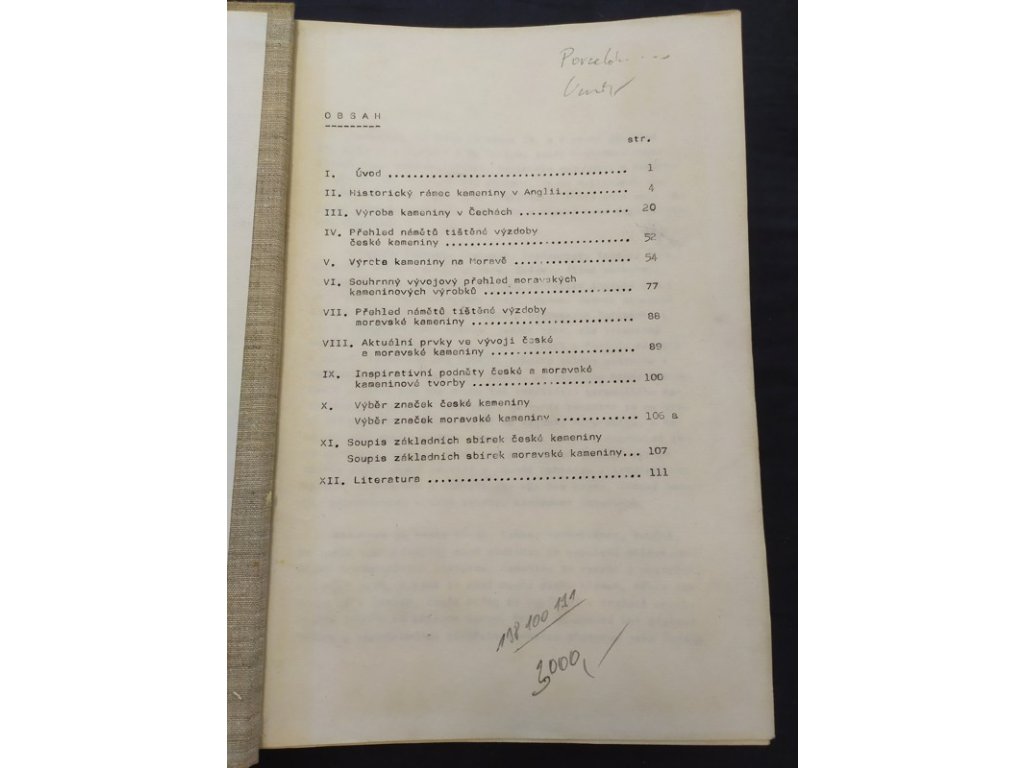 O B S A H
str.
I. Úvod ........................................ 1
II. Historický rámec kameniny v Anglii........... 4
III. Výroba kameniny v Čechách ................... 20
IV. Přehled námětů tištěné výzdoby
české kameniny ............................... 52
V. Výroba kameniny na Moravě ................... 54
VI. Souhrnný vývojový přehled moravských
kameninových výrobků ......................... 77
VII. Přehled námětů tištěné výzdoby
moravské kameniny ........................... 88
VIII. Aktuální prvky ve vývoji české
a moravské kameniny ........................ 89
IX. Inspirativní podněty české a moravské
kameninové tvorby ........................... 100
X. Výběr značek české kameniny
Výběr značek moravské kameniny .............. 106 a
XI. Soupis základních sbírek české kameniny
Soupis základních sbírek moravské kameniny... 107
XII. Literatura .................................... 111
118 100 111
3000,